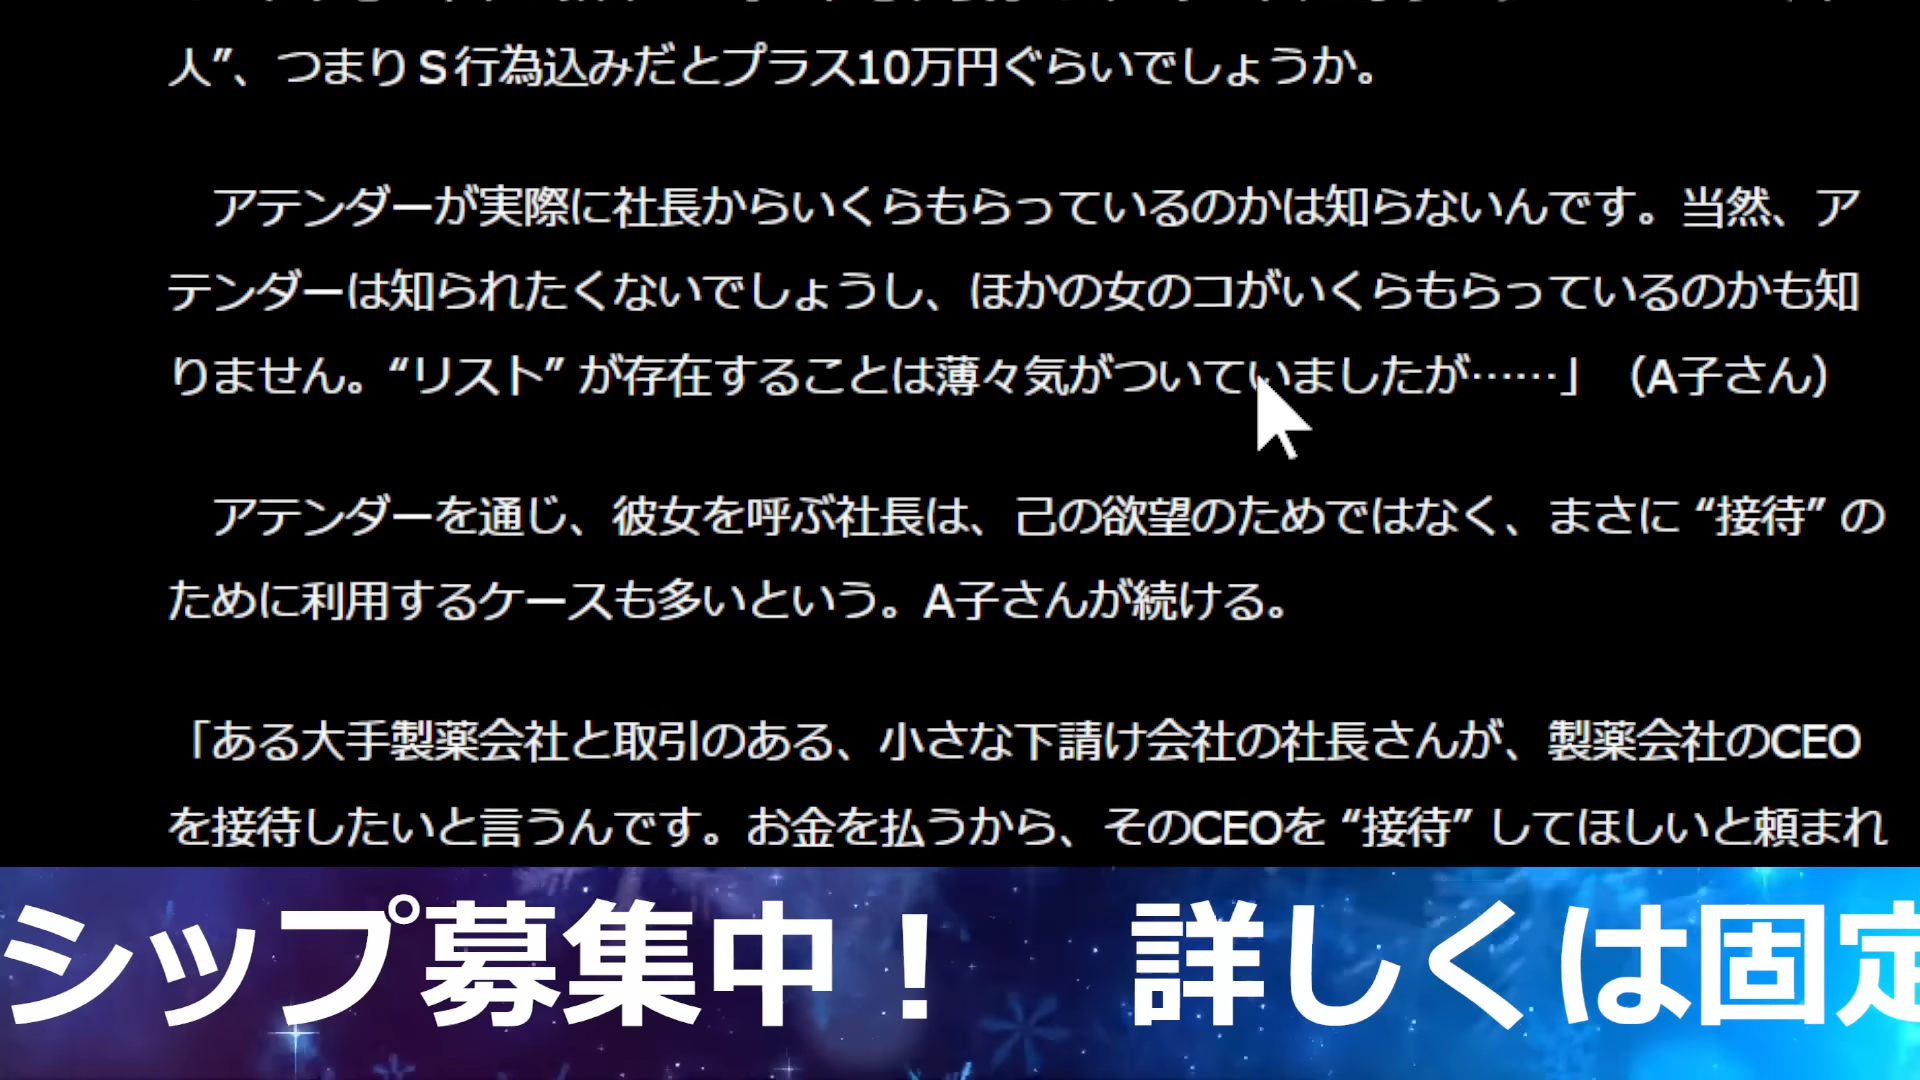 人”、つまりＳ行為込みだとプラス10万円ぐらいでしょうか。
アテンダーが実際に社長からいくらもらっているのかは知らないんです。当然、ア
テンダーは知られたくないでしょうし、ほかの女のコがいくらもらっているのかも知
りません。“リスト” が存在することは薄々気がついていましたが……」（A子さん）
アテンダーを通じ、彼女を呼ぶ社長は、己の欲望のためではなく、まさに “接待” の
ために利用するケースも多いという。A子さんが続ける。
「ある大手製薬会社と取引のある、小さな下請け会社の社長さんが、製薬会社のCEO
を接待したいと言うんです。お金を払うから、そのCEOを “接待” してほしいと頼まれ
シップ募集中！　詳しくは固定